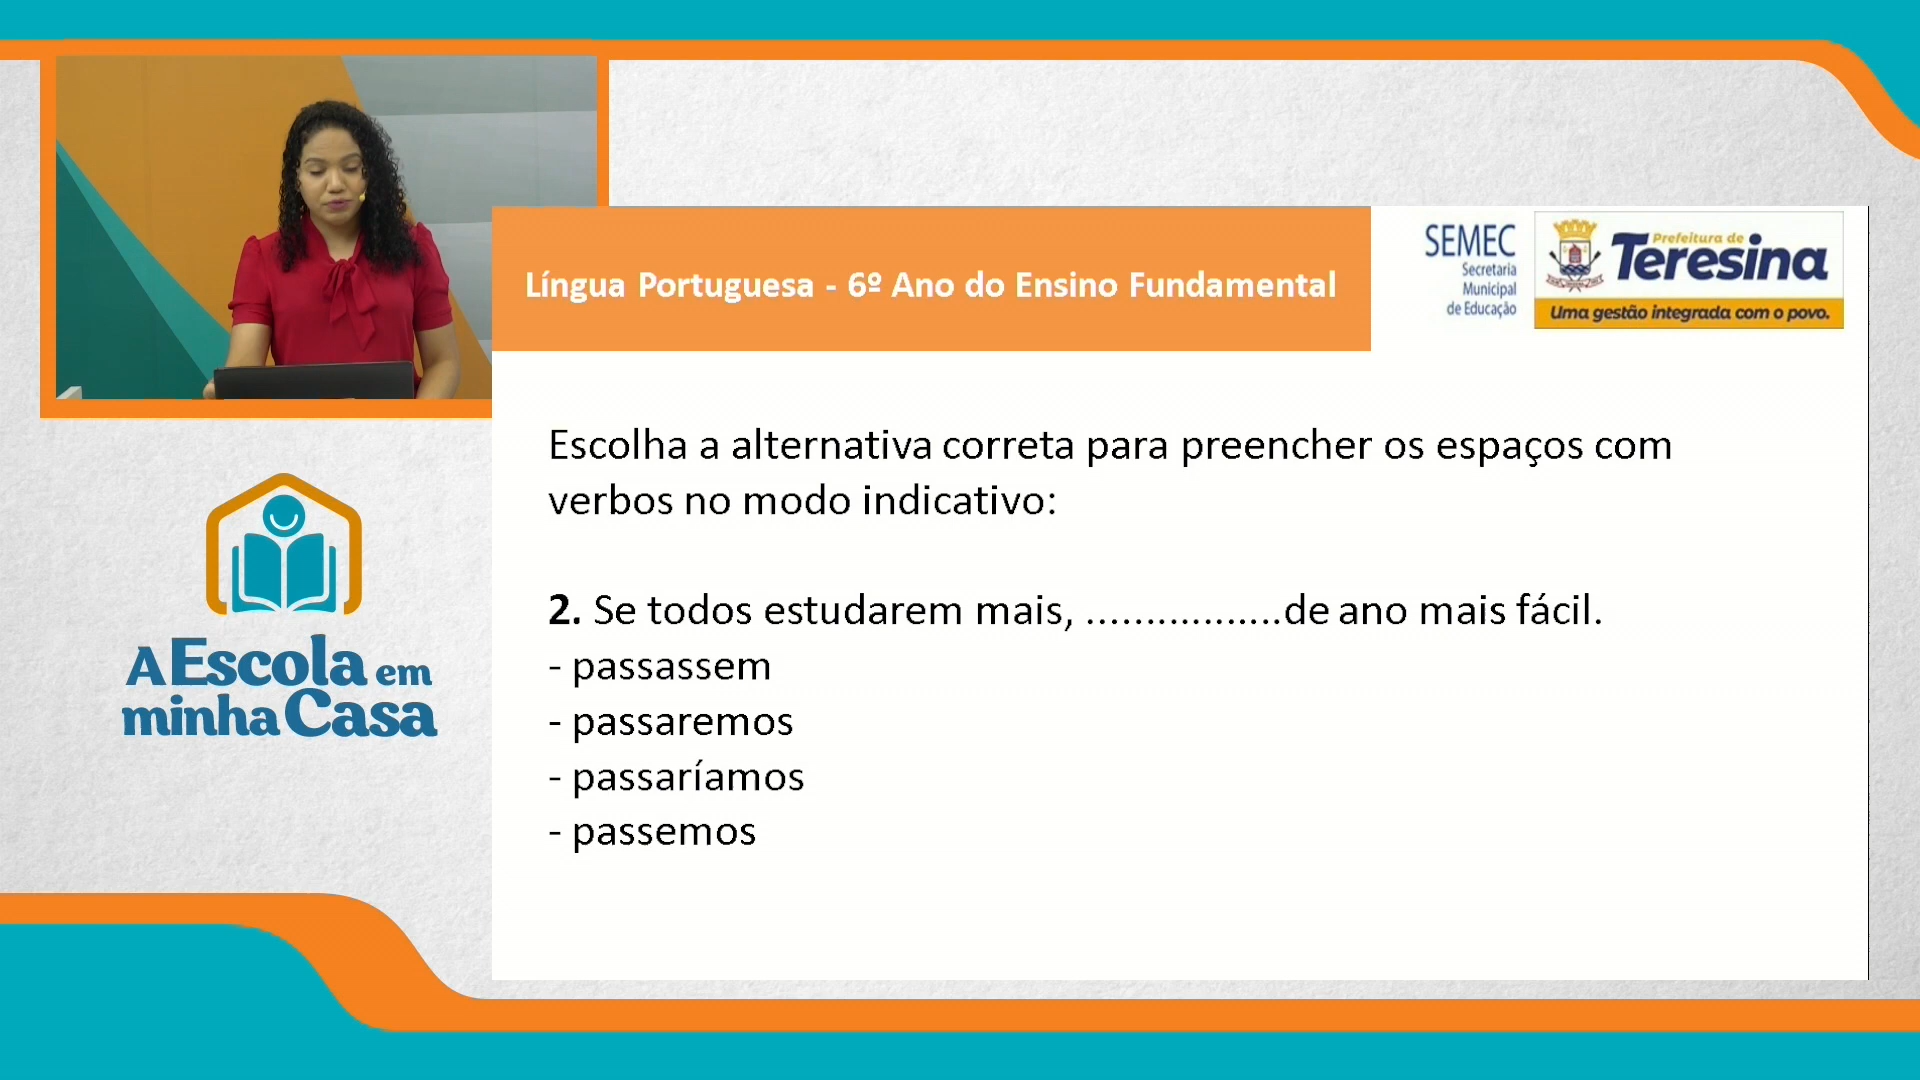 Língua Portuguesa - 6º Ano do Ensino Fundamental
SEMEC
Secretaria
Municipal
de Educação
Prefeitura de
Teresina
Uma gestão integrada com o povo.
Escolha a alternativa correta para preencher os espaços com
verbos no modo indicativo:
2. Se todos estudarem mais, .................de ano mais fácil.
- passassem
- passaremos
- passaríamos
- passemos
A Escola em
minha Casa